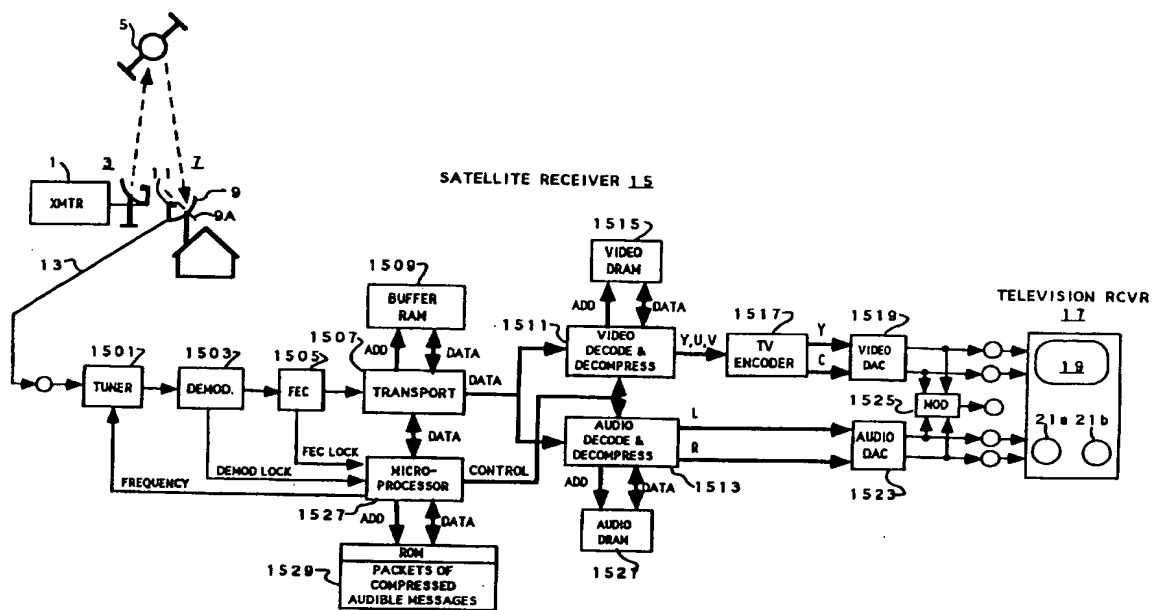 5
1
3
11
7
XMTR
9
9A
13
SATELLITE RECEIVER 15
1515
VIDEO
DRAM
1509
BUFFER
RAM
ADD
DATA
TELEVISION RCVR
17
1501
1503
1505
1507
ADD
DATA
1511
VIDEO
DECODE &
DECOMPRESS
Y,U,V
1517
TV
ENCODER
Y
C
1519
VIDEO
DAC
19
TUNER
DEMOD.
FEC
TRANSPORT
DATA
1525
MOD
21a
21b
DATA
FEC LOCK
DEMOD LOCK
FREQUENCY
MICRO-
PROCESSOR
CONTROL
AUDIO
DECODE &
DECOMPRESS
L
R
AUDIO
DAC
1527
ADD
DATA
ADD
DATA
1513
1523
AUDIO
DRAM
1521
1529
ROM
PACKETS OF
COMPRESSED
AUDIBLE MESSAGES